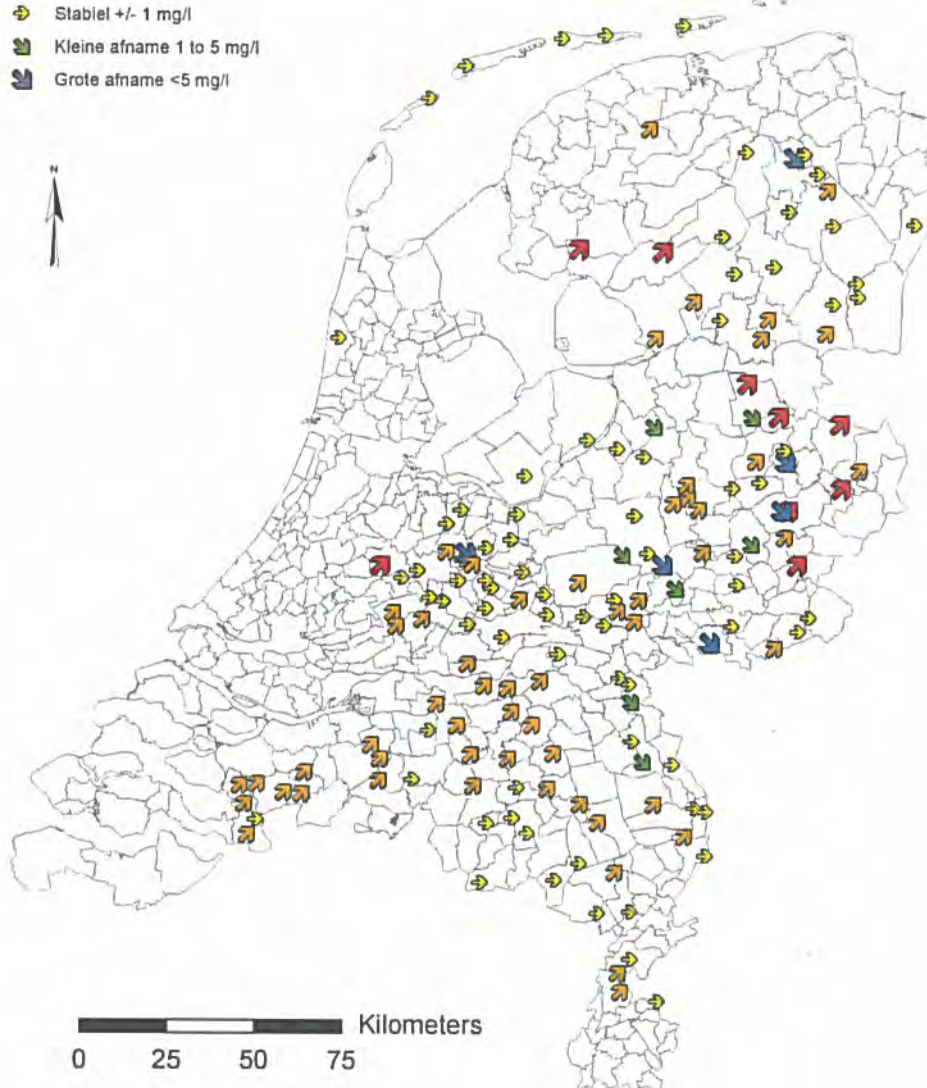 Stabiel +/- 1 mg/l
Kleine afname 1 to 5 mg/l
Grote afname <5 mg/l
N
Kilometers
0 25 50 75